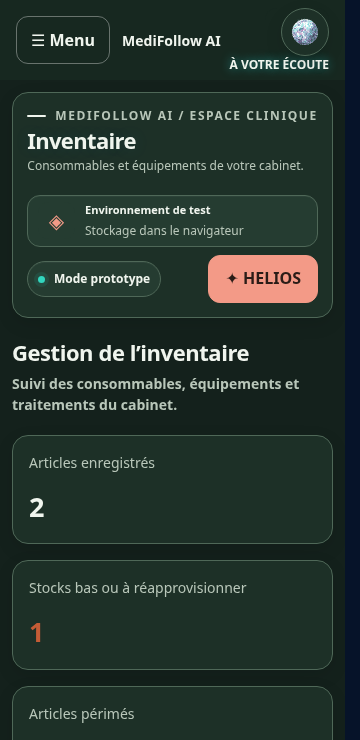 ☰ Menu
MediFollow AI
À VOTRE ÉCOUTE
MEDIFOLLOW AI / ESPACE CLINIQUE
Inventaire
Consommables et équipements de votre cabinet.
Environnement de test
Stockage dans le navigateur
Mode prototype
✦ HELIOS
Gestion de l’inventaire
Suivi des consommables, équipements et
traitements du cabinet.
Articles enregistrés
2
Stocks bas ou à réapprovisionner
1
Articles périmés